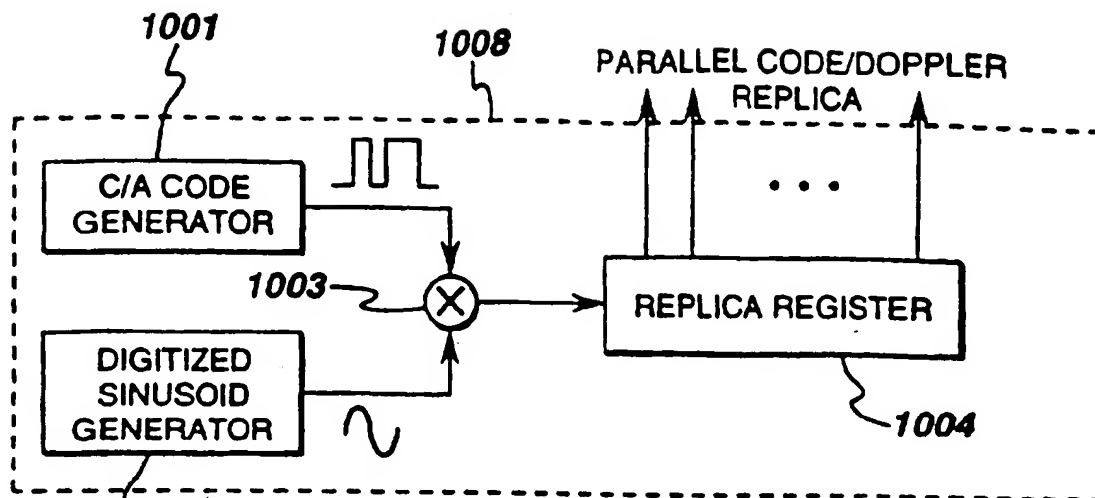 1001
1008
PARALLEL CODE/DOPPLER
REPLICA
C/A CODE
GENERATOR
1003
REPLICA REGISTER
DIGITIZED
SINUSOID
GENERATOR
1004